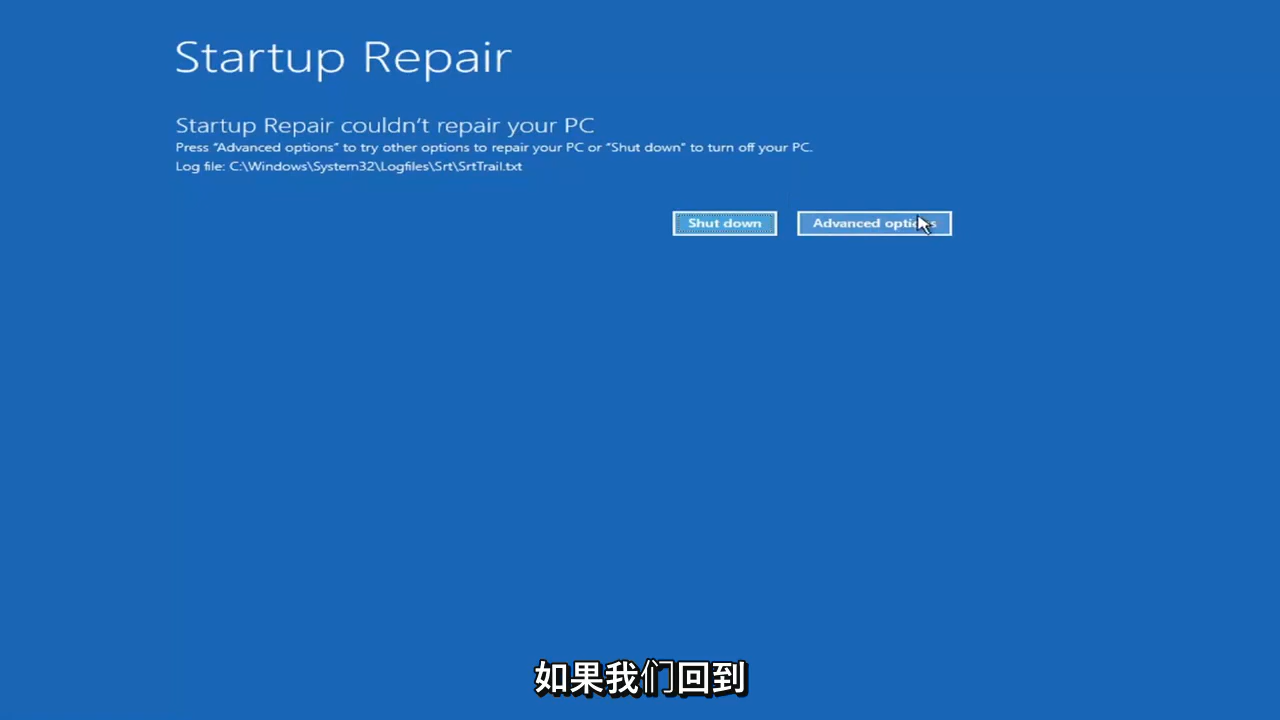 Startup Repair
Startup Repair couldn't repair your PC
Press “Advanced options” to try other options to repair your PC or “Shut down” to turn off your PC.
Log file: C:\Windows\System32\Logfiles\Srt\SrtTrail.txt
Shut down
Advanced options
如果我们回到